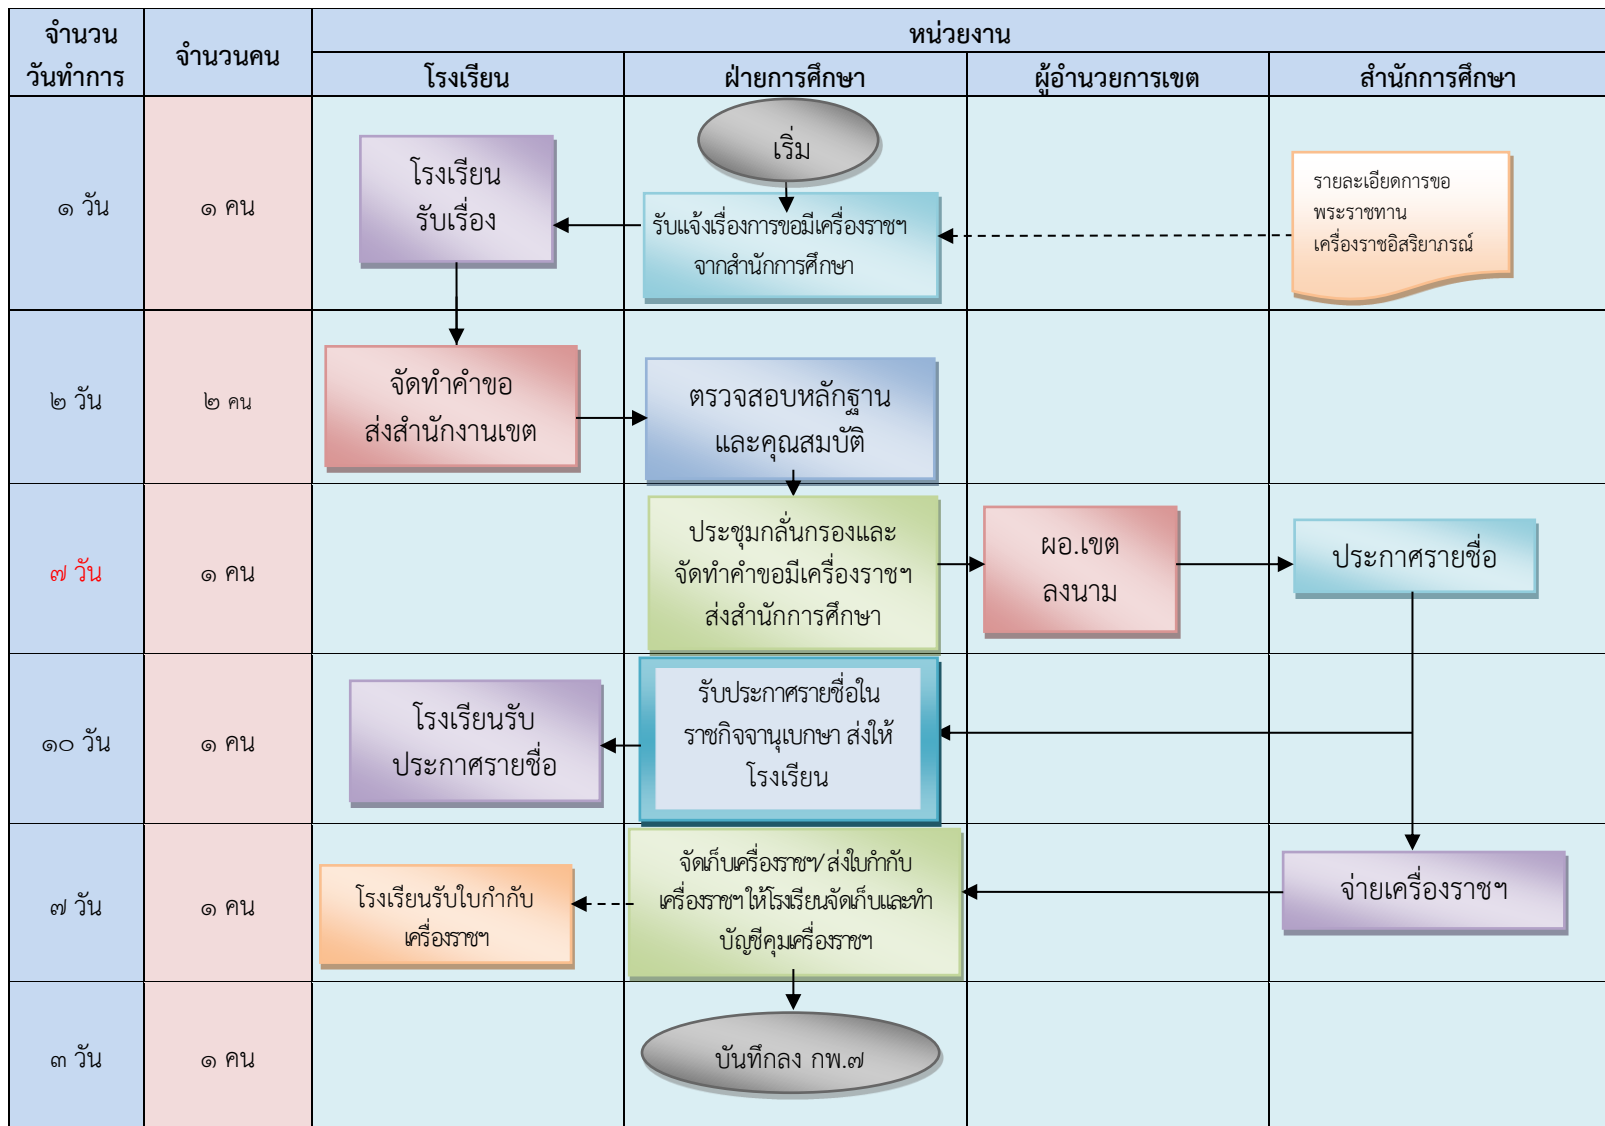 จำนวน
วันทำการ
จำนวนคน
หน่วยงาน
โรงเรียน
ฝ่ายการศึกษา
ผู้อำนวยการเขต
สำนักการศึกษา
๑ วัน
๑ คน
โรงเรียน
รับเรื่อง
เริ่ม
รับแจ้งเรื่องการขอมีเครื่องราชฯ
จากสำนักการศึกษา
รายละเอียดการขอ
พระราชทาน
เครื่องราชอิสริยาภรณ์
๒ วัน
๒ คน
จัดทำคำขอ
ส่งสำนักงานเขต
ตรวจสอบหลักฐาน
และคุณสมบัติ
๗ วัน
๑ คน
ประชุมกลั่นกรองและ
จัดทำคำขอมีเครื่องราชฯ
ส่งสำนักการศึกษา
ผอ.เขต
ลงนาม
ประกาศรายชื่อ
๑๐ วัน
๑ คน
โรงเรียนรับ
ประกาศรายชื่อ
รับประกาศรายชื่อใน
ราชกิจจานุเบกษา ส่งให้
โรงเรียน
๗ วัน
๑ คน
โรงเรียนรับใบกำกับ
เครื่องราชฯ
จัดเก็บเครื่องราชฯ/ ส่งใบกำกับ
เครื่องราชฯ ให้โรงเรียนจัดเก็บและทำ
บัญชีคุมเครื่องราชฯ
จ่ายเครื่องราชฯ
๓ วัน
๑ คน
บันทึกลง กพ.๗